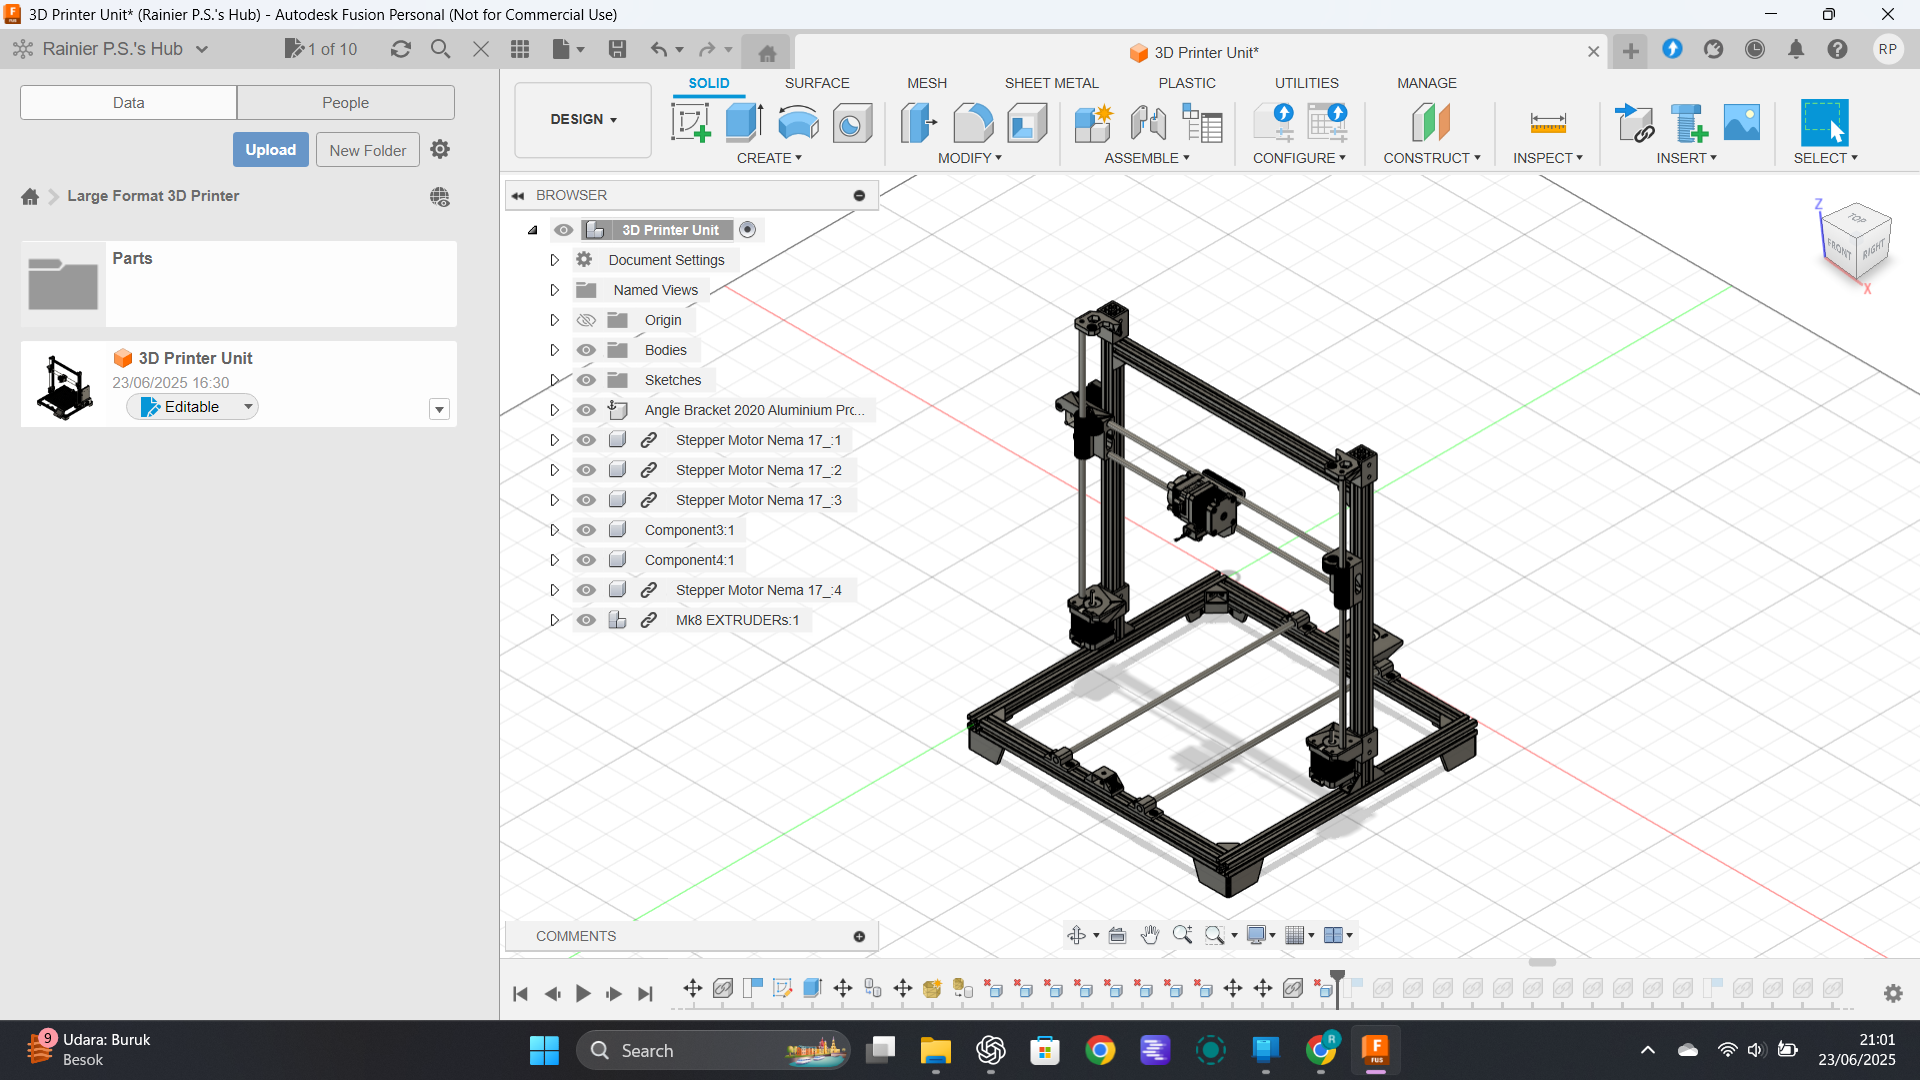 3D Printer Unit* (Rainier P.S.'s Hub) - Autodesk Fusion Personal (Not for Commercial Use)
Rainier P.S.'s Hub
1 of 10
3D Printer Unit*
RP
Data
People
Upload
New Folder
Large Format 3D Printer
Parts
3D Printer Unit
23/06/2025 16:30
Editable
DESIGN
SOLID
SURFACE
MESH
SHEET METAL
PLASTIC
UTILITIES
MANAGE
CREATE
MODIFY
ASSEMBLE
CONFIGURE
CONSTRUCT
INSPECT
INSERT
SELECT
BROWSER
3D Printer Unit
Document Settings
Named Views
Origin
Bodies
Sketches
Angle Bracket 2020 Aluminium Prc...
Stepper Motor Nema 17_:1
Stepper Motor Nema 17_:2
Stepper Motor Nema 17_:3
Component3:1
Component4:1
Stepper Motor Nema 17_:4
Mk8 EXTRUDERs:1
Z
TOP
FRONT
RIGHT
X
COMMENTS
9
Udara: Buruk
Besok
Search
R
F
FUS
21:01
23/06/2025